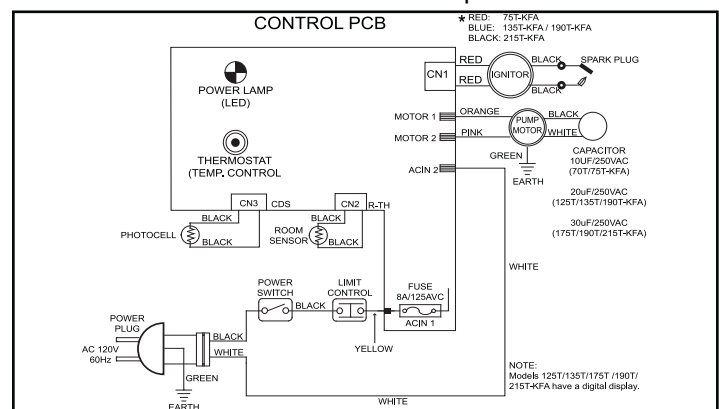 CONTROL PCB
* RED: 75T-KFA
BLUE: 135T-KFA / 190T-KFA
BLACK: 215T-KFA
RED
BLACK
SPARK PLUG
CN1
IGNITOR
RED
BLACK
POWER LAMP
(LED)
MOTOR 1
ORANGE
BLACK
PUMP
MOTOR
MOTOR 2
PINK
WHITE
THERMOSTAT
(TEMP. CONTROL
GREEN
EARTH
CAPACITOR
10UF/250VAC
(70T/75T-KFA)
20uF/250VAC
(125T/135T/190T-KFA)
30uF/250VAC
(175T/190T/215T-KFA)
ACIN 2
CN3
CDS
CN2
R-TH
BLACK
BLACK
PHOTOCELL
BLACK
ROOM
SENSOR
BLACK
WHITE
POWER
SWITCH
LIMIT
CONTROL
FUSE
8A/125AVC
BLACK
ACIN 1
YELLOW
POWER
PLUG
AC 120V
60Hz
BLACK
WHITE
GREEN
EARTH
WHITE
NOTE:
Models 125T/135T/175T /190T/
215T-KFA have a digital display.